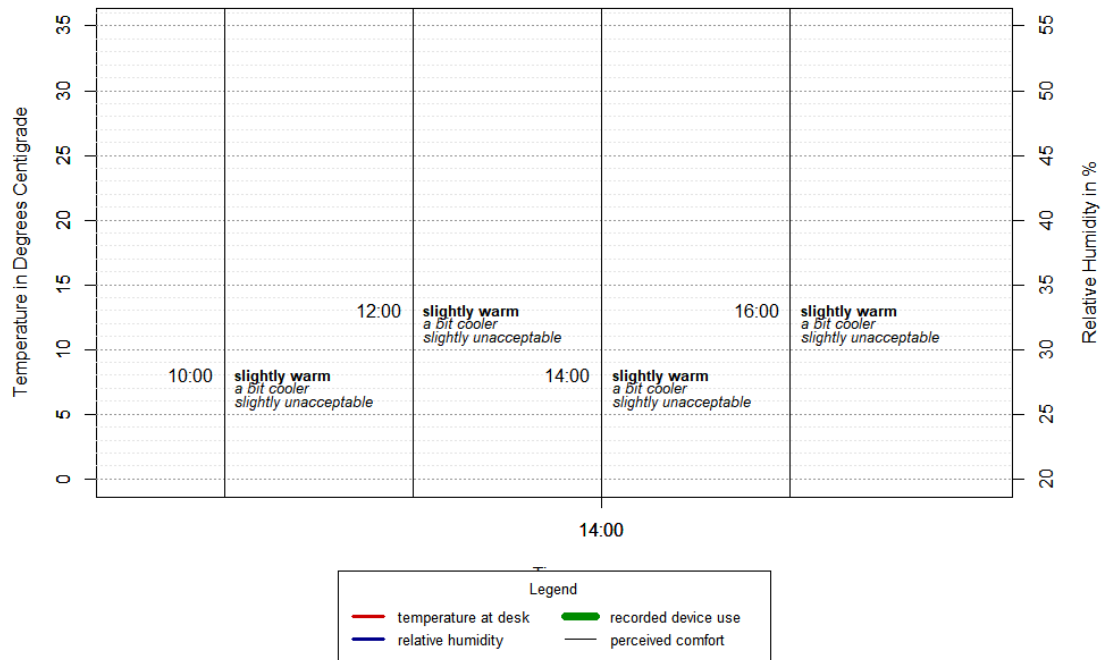 Temperature in Degrees Centigrade
35
30
25
20
15
10
5
0
55
50
45
40
35
30
25
20
Relative Humidity in %
12:00 slightly warm
a bit cooler
slightly unacceptable
16:00 slightly warm
a bit cooler
slightly unacceptable
10:00 slightly warm
a bit cooler
slightly unacceptable
14:00 slightly warm
a bit cooler
slightly unacceptable
14:00
Legend
temperature at desk
recorded device use
relative humidity
perceived comfort